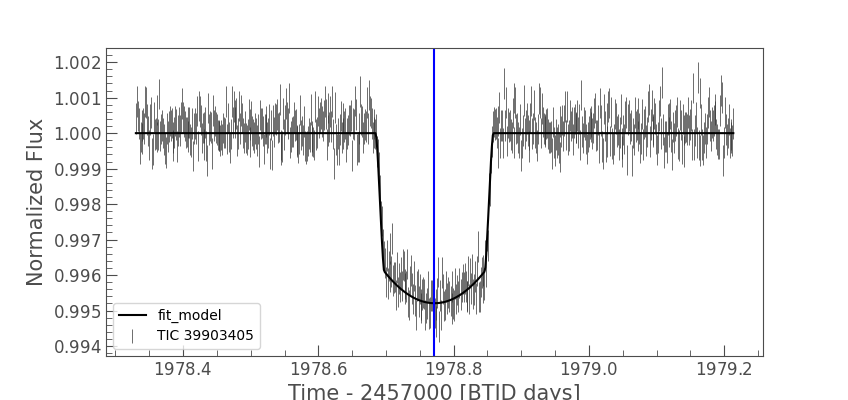 1.002
1.001
1.000
0.999
0.998
0.997
0.996
0.995
0.994
Normalized Flux
fit_model
TIC 39903405
1978.4 1978.6 1978.8 1979.0 1979.2
Time - 2457000 [BTJD days]